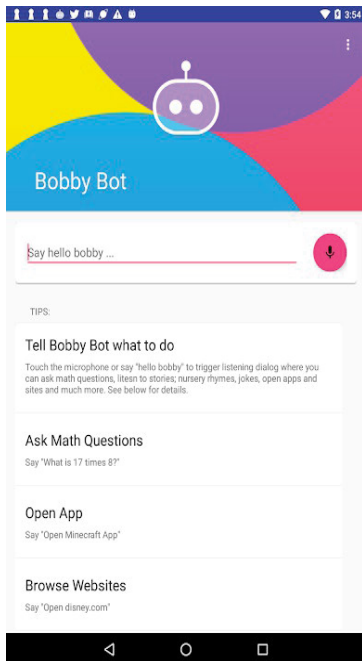 3:54
Bobby Bot
Say hello bobby ...
TIPS:
Tell Bobby Bot what to do
Touch the microphone or say "hello bobby" to trigger listening dialog where you
can ask math questions, litesn to stories; nursery rhymes, jokes, open apps and
sites and much more. See below for details.
Ask Math Questions
Say "What is 17 times 8?"
Open App
Say "Open Minecraft App"
Browse Websites
Say "Open disney.com"